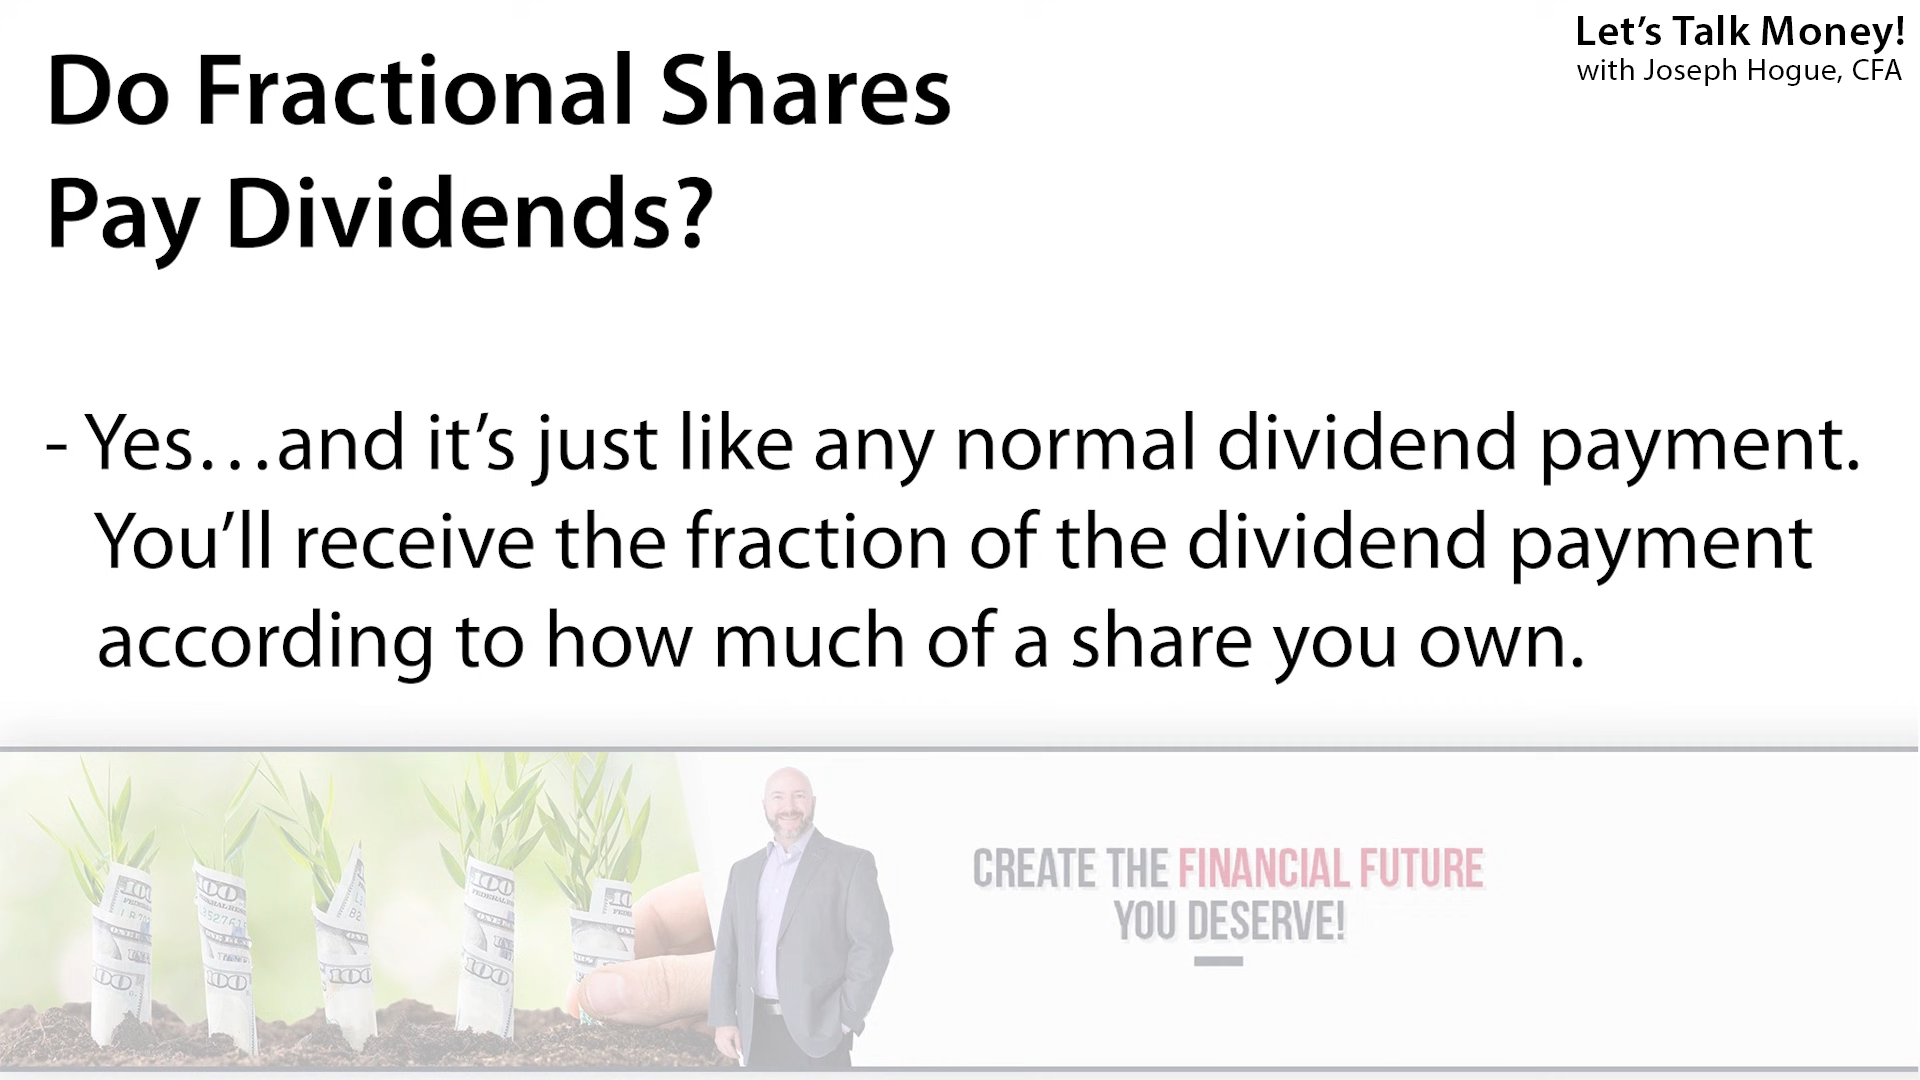 Let's Talk Money!
with Joseph Hogue, CFA
Do Fractional Shares
Pay Dividends?
- Yes…and it's just like any normal dividend payment.
You'll receive the fraction of the dividend payment
according to how much of a share you own.
CREATE THE FINANCIAL FUTURE
YOU DESERVE!